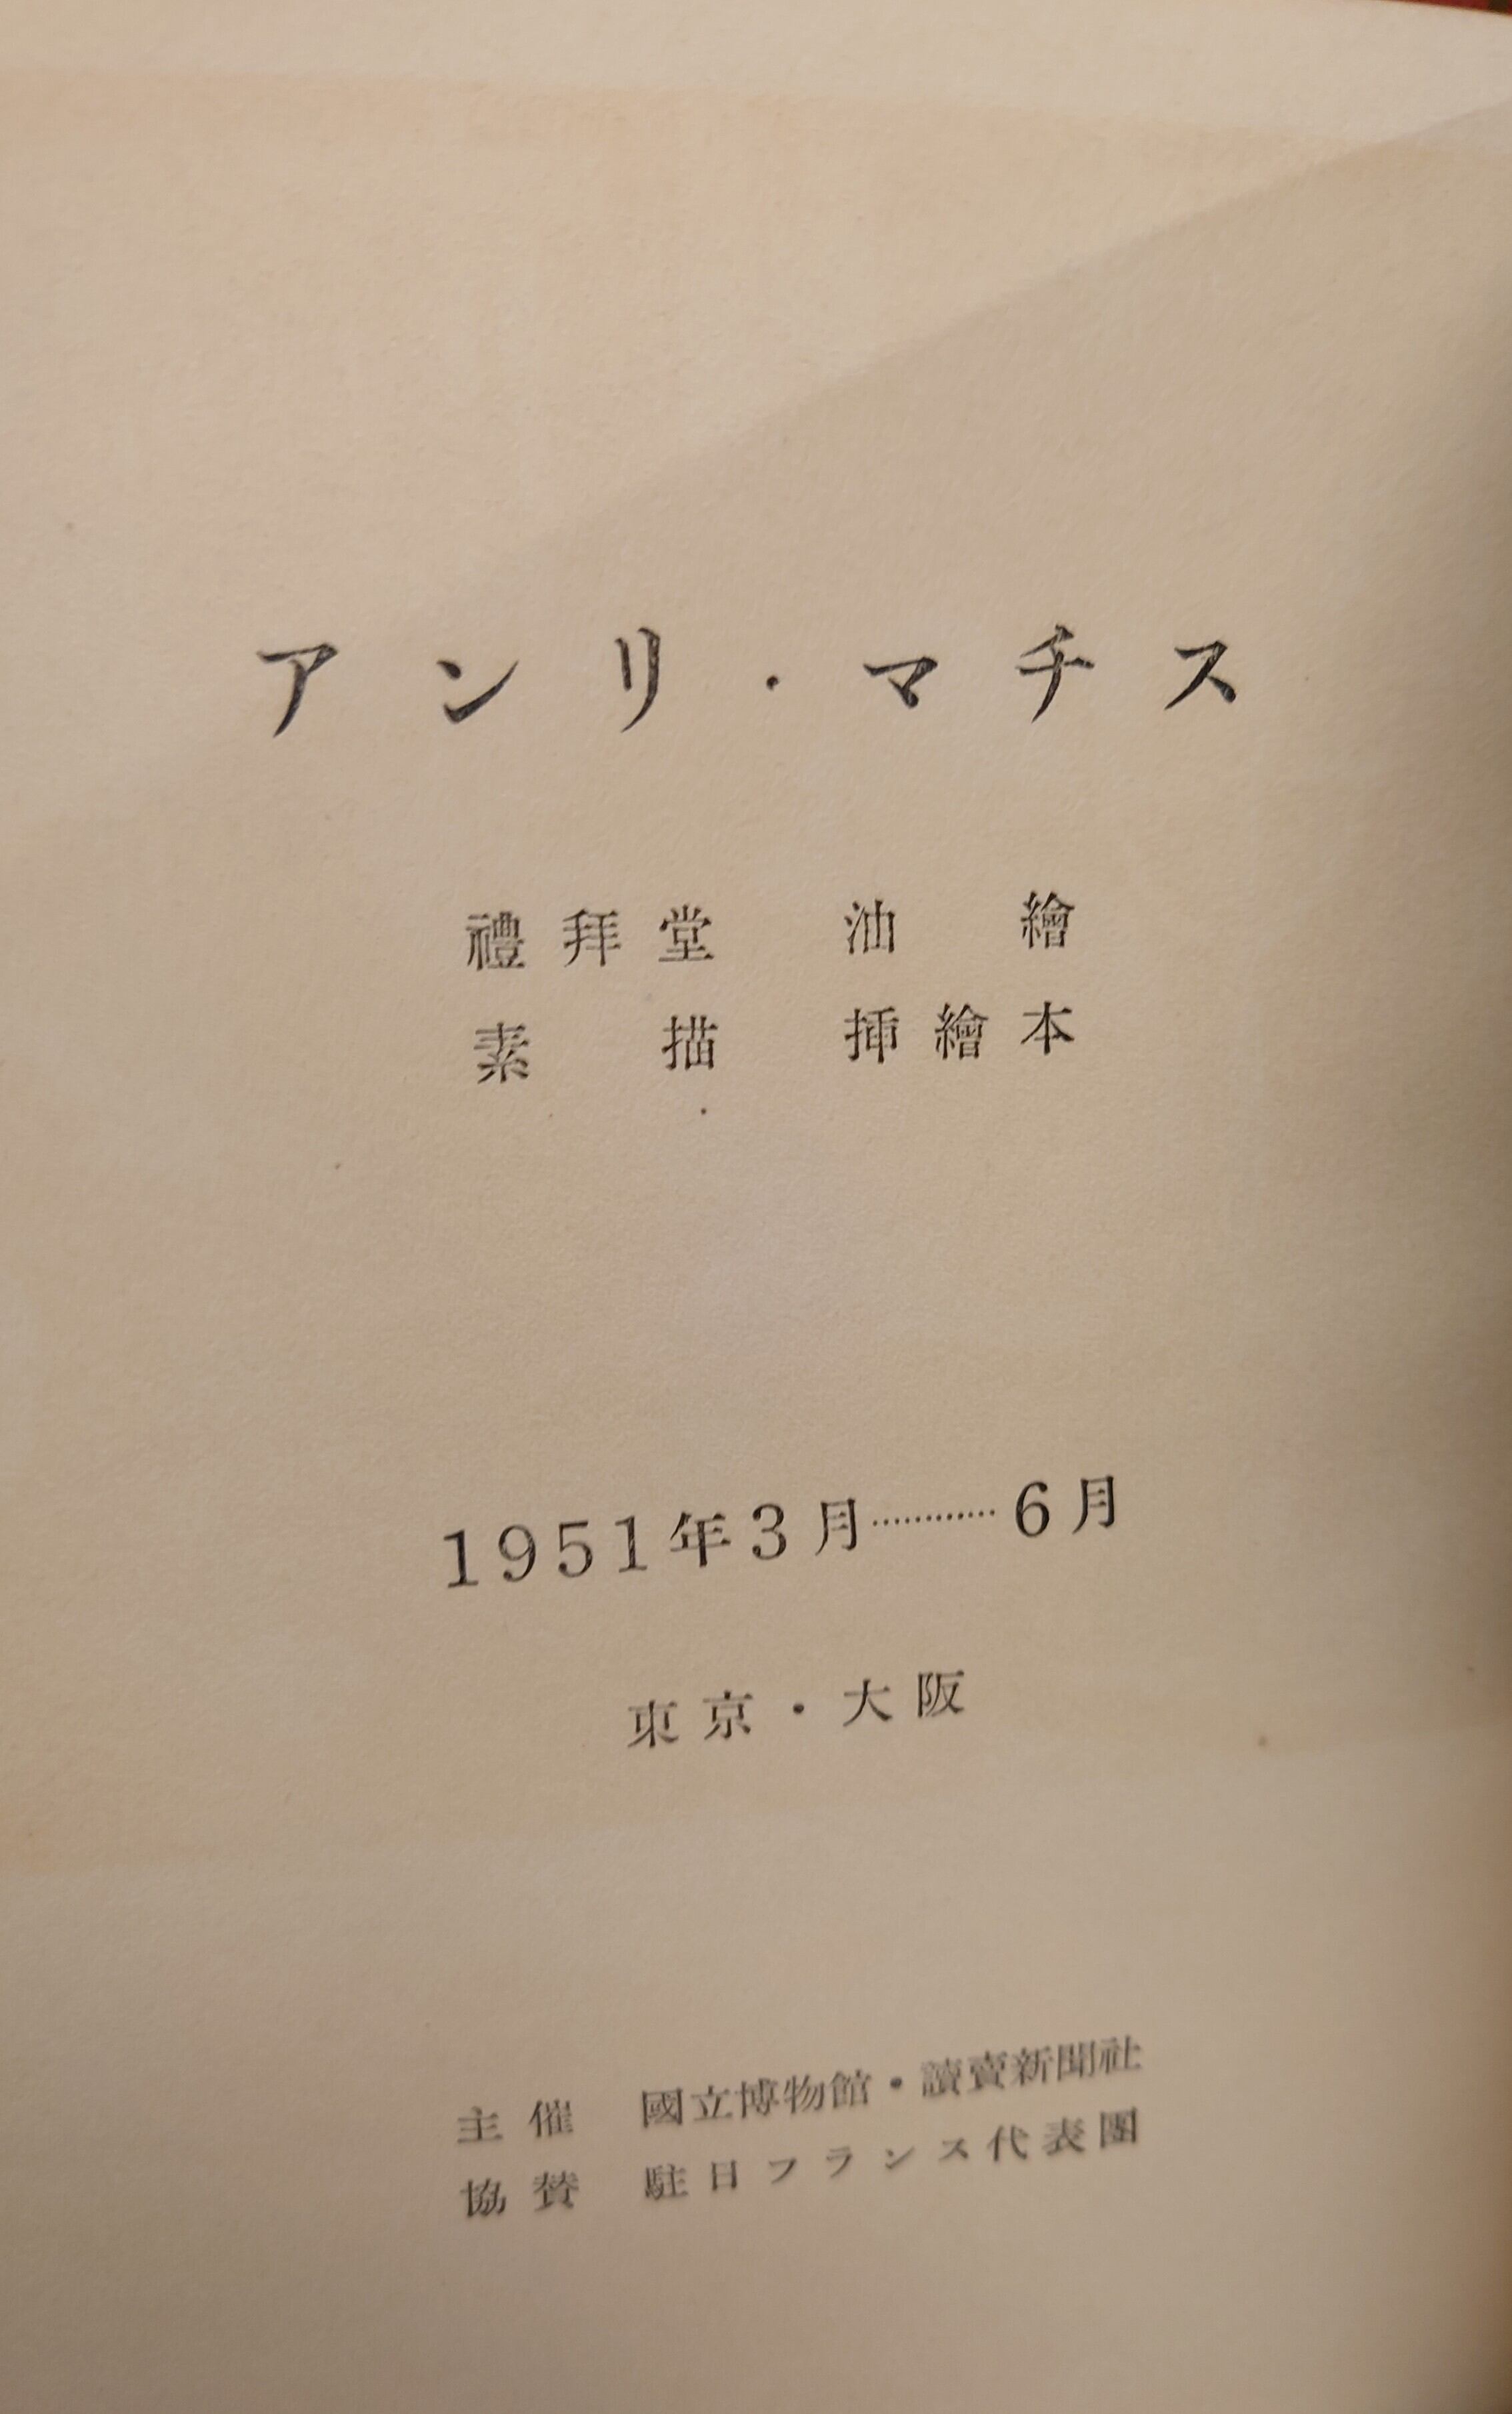 アンリ・マチス
禮拜堂　油繪
素描　挿繪本
1951年3月…………6月
東京・大阪
主催　國立博物館・讀賣新聞社
協賛　駐日フランス代表團